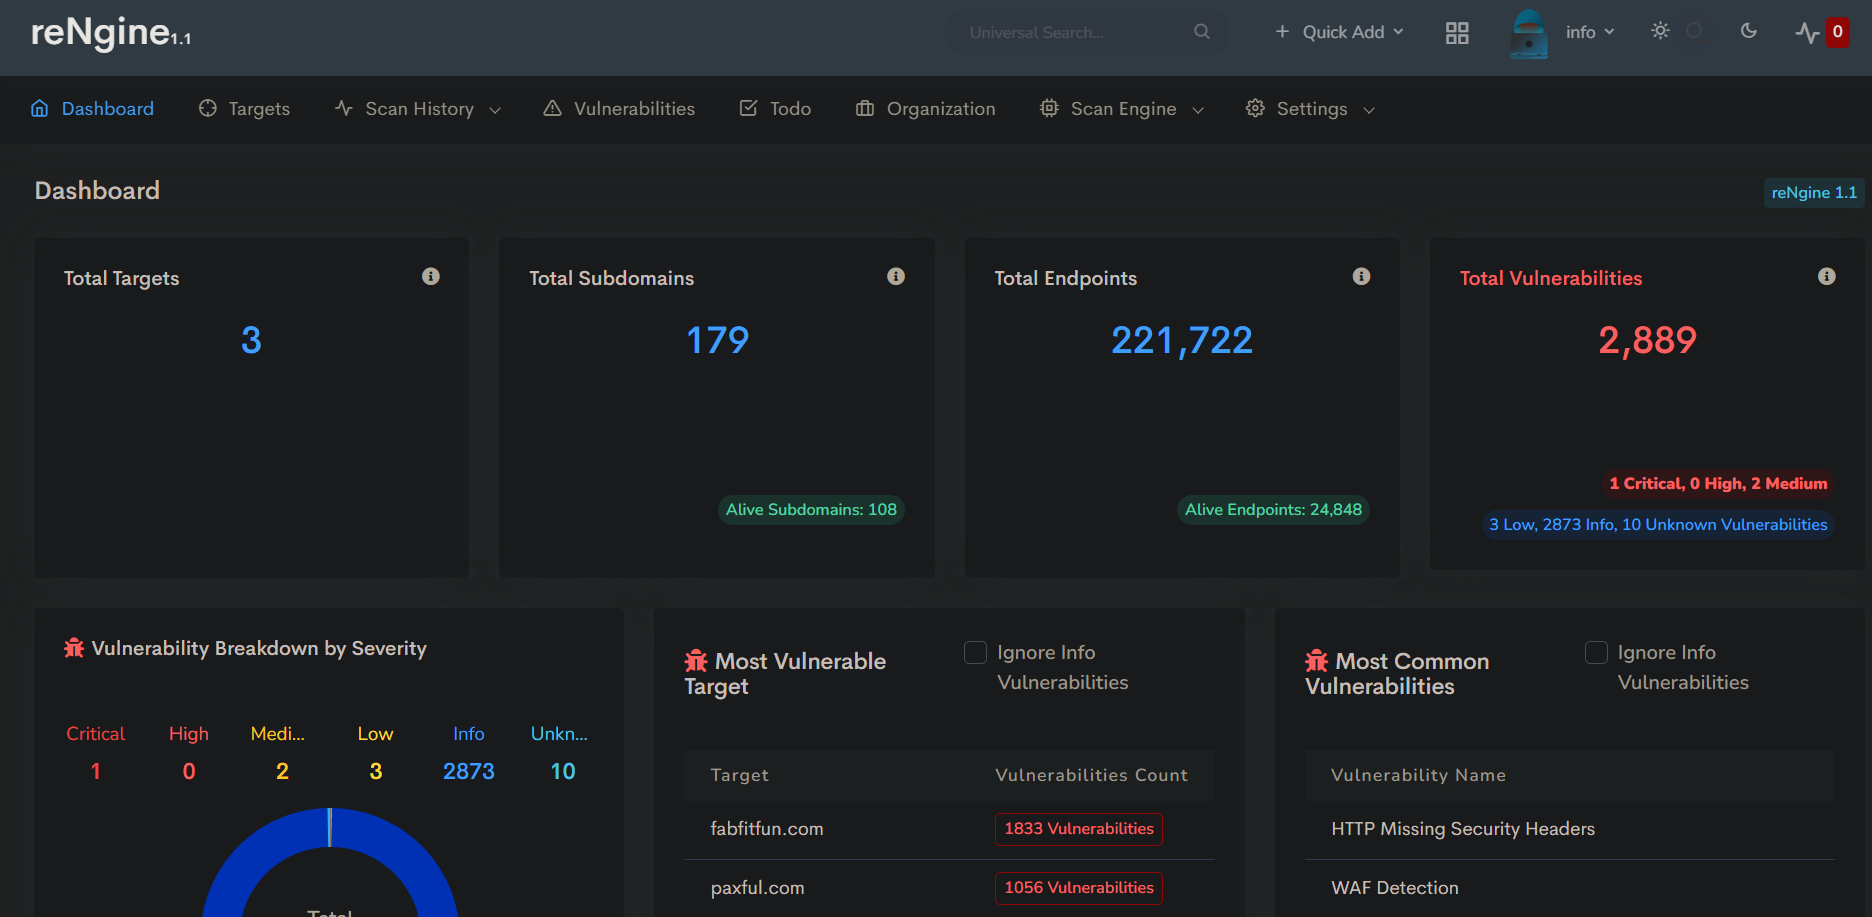 reNgine1.1
Universal Search...
Quick Add
info
0
Dashboard
Targets
Scan History
Vulnerabilities
Todo
Organization
Scan Engine
Settings
Dashboard
reNgine 1.1
Total Targets
3
Total Subdomains
179
Alive Subdomains: 108
Total Endpoints
221,722
Alive Endpoints: 24,848
Total Vulnerabilities
2,889
1 Critical, 0 High, 2 Medium
3 Low, 2873 Info, 10 Unknown Vulnerabilities
Vulnerability Breakdown by Severity
Critical High Medi... Low Info Unkn...
1 0 2 3 2873 10
Total
Most Vulnerable
Target
Ignore Info
Vulnerabilities
Target Vulnerabilities Count
fabfitfun.com 1833 Vulnerabilities
paxful.com 1056 Vulnerabilities
Most Common
Vulnerabilities
Ignore Info
Vulnerabilities
Vulnerability Name
HTTP Missing Security Headers
WAF Detection